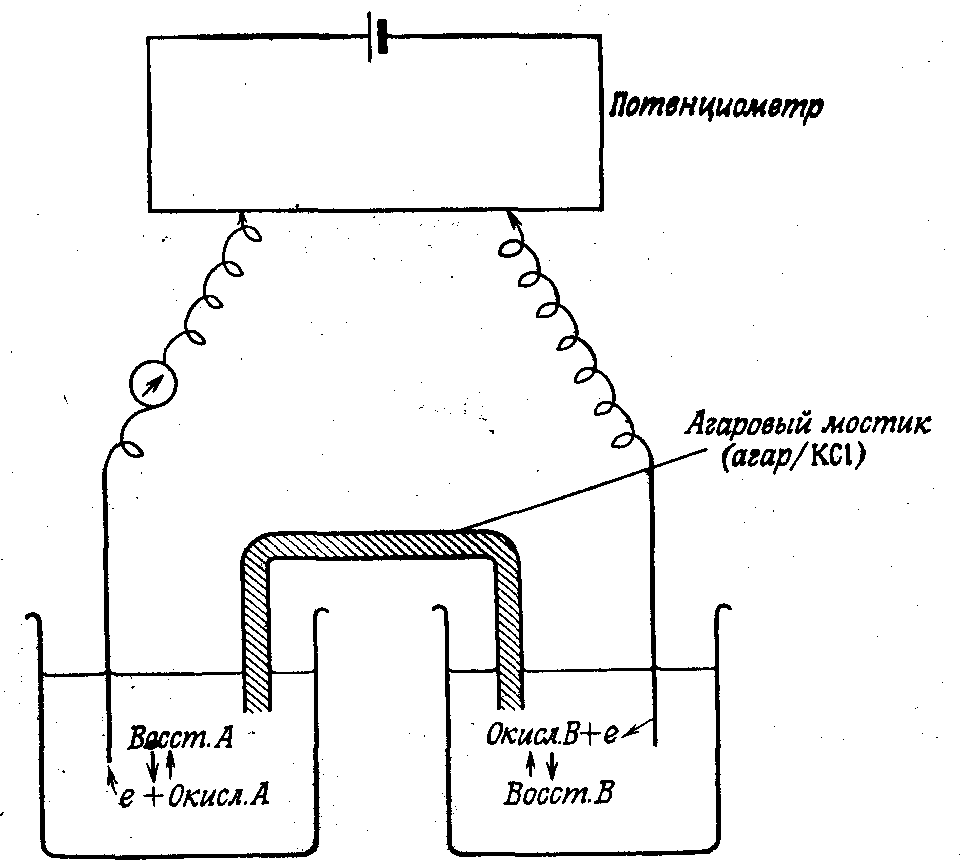 Потенциометр
Агаровый мостик
(агар/KCl)
Восст. A
e + Окисл. A
Окисл. B + e
Восст. B